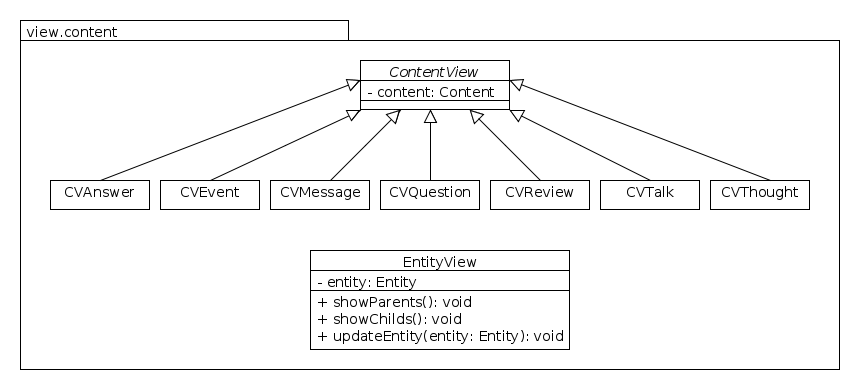 view.content
ContentView
- content: Content
CVAnswer
CVEvent
CVMessage
CVQuestion
CVReview
CVTalk
CVThought
EntityView
- entity: Entity
+ showParents(): void
+ showChilds(): void
+ updateEntity(entity: Entity): void